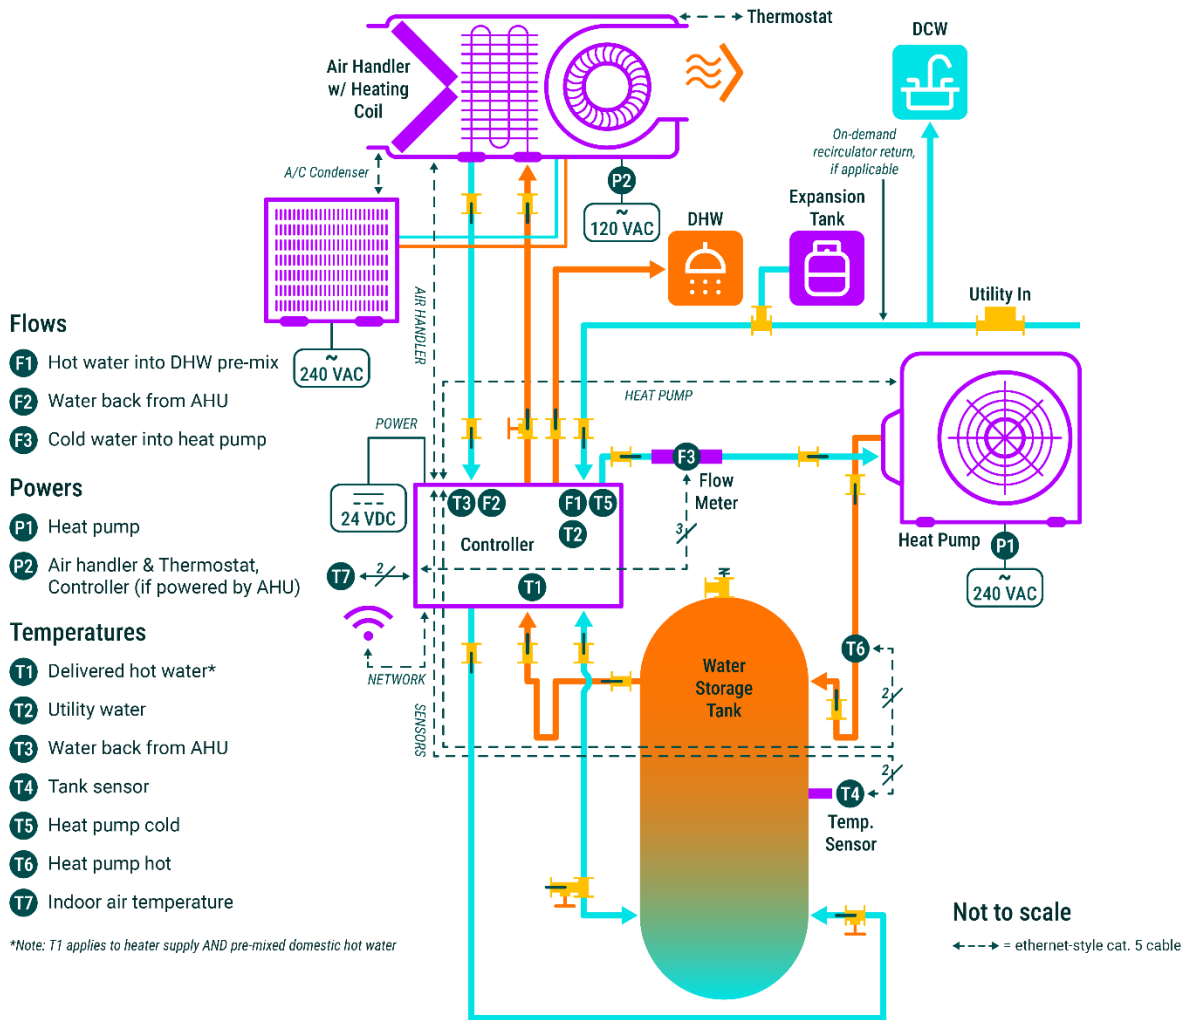 Thermostat
DCW
Air Handler
w/ Heating
Coil
On-demand
recirculator return,
if applicable
A/C Condenser
P2
~
120 VAC
DHW
Expansion
Tank
Utility In
AIR HANDLER
~
240 VAC
HEAT PUMP
POWER
24 VDC
T3
F2
F1
T5
T2
Controller
T1
F3
Flow
Meter
3
Heat Pump
P1
~
240 VAC
T7
2
NETWORK
SENSORS
Water
Storage
Tank
T6
2
2
T4
Temp.
Sensor
Flows
F1 Hot water into DHW pre-mix
F2 Water back from AHU
F3 Cold water into heat pump
Powers
P1 Heat pump
P2 Air handler & Thermostat,
Controller (if powered by AHU)
Temperatures
T1 Delivered hot water*
T2 Utility water
T3 Water back from AHU
T4 Tank sensor
T5 Heat pump cold
T6 Heat pump hot
T7 Indoor air temperature
*Note: T1 applies to heater supply AND pre-mixed domestic hot water
Not to scale
= ethernet-style cat. 5 cable